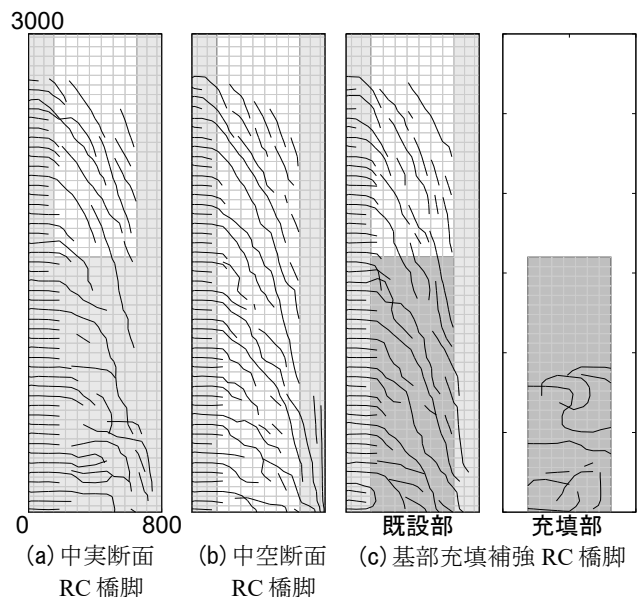 3000
0
800
既設部
充填部
(a) 中実断面
RC 橋脚
(b) 中空断面
RC 橋脚
(c) 基部充填補強 RC 橋脚